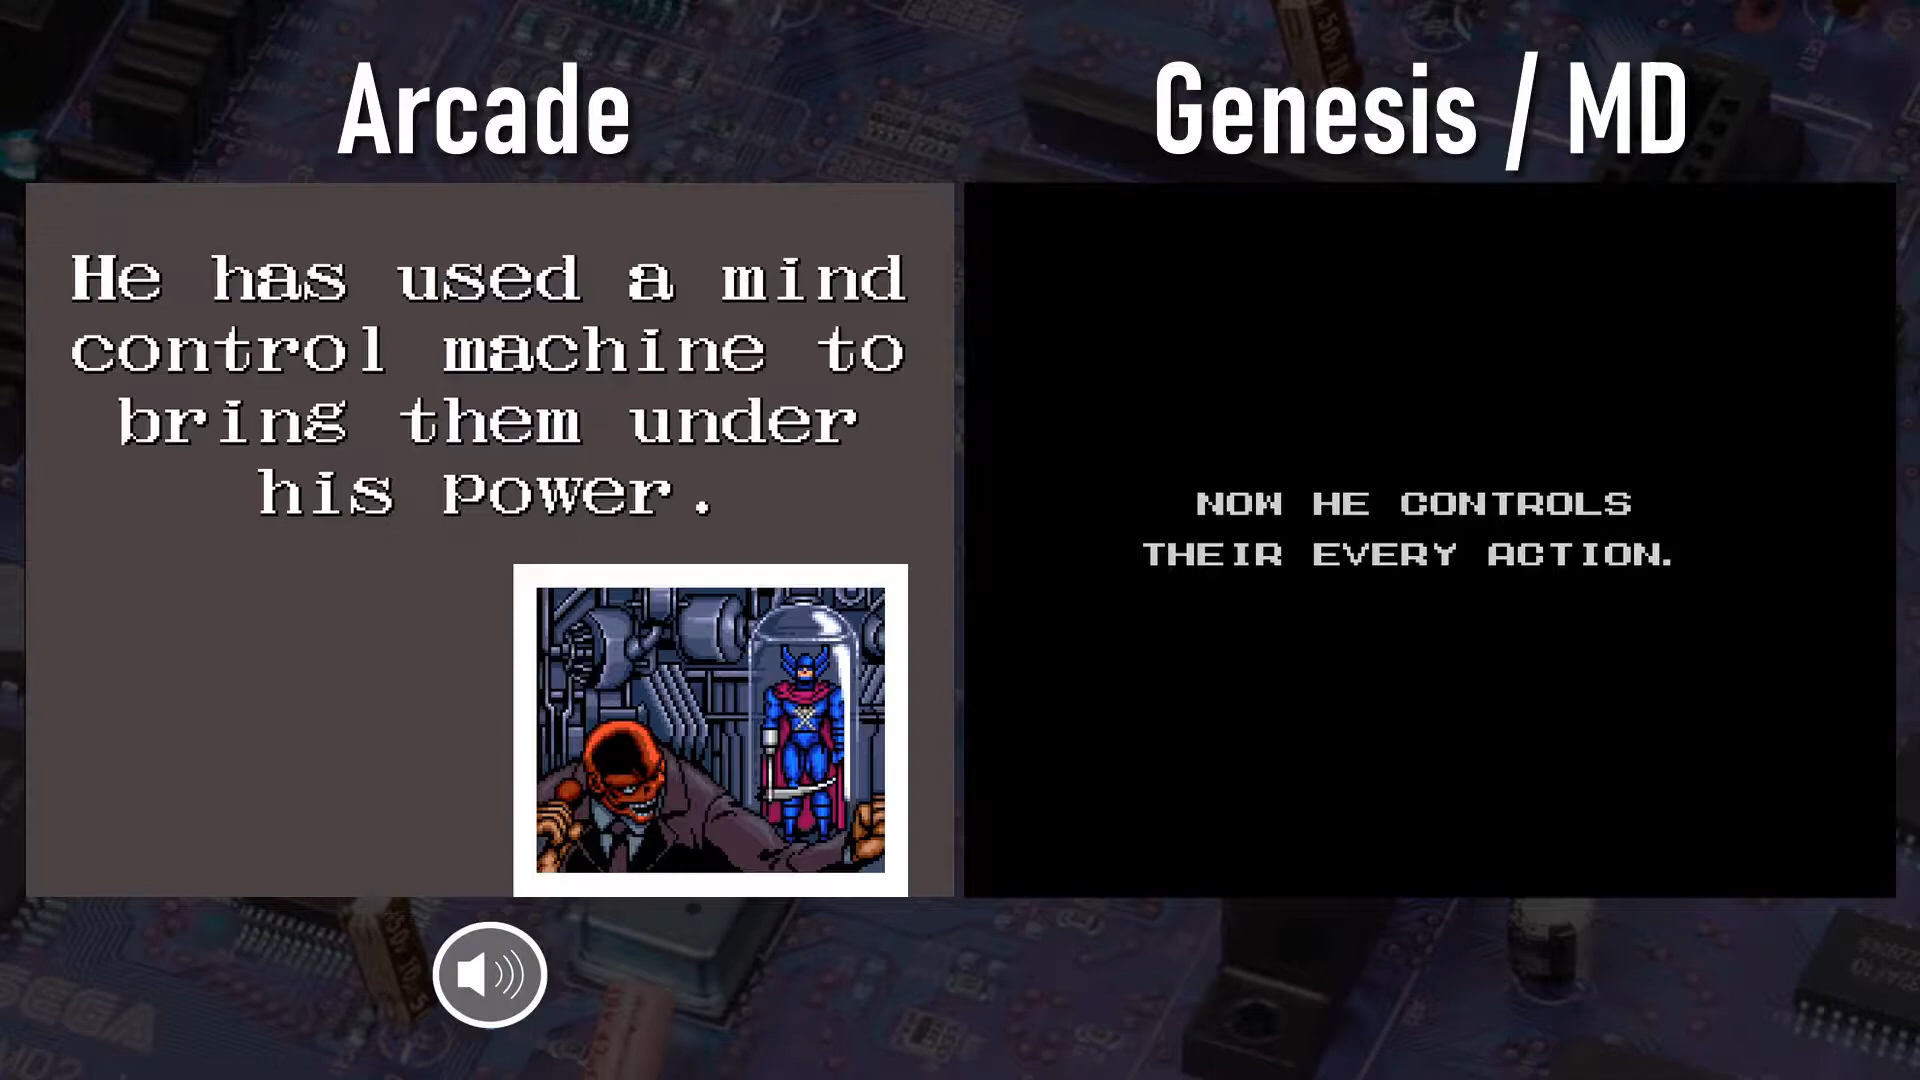 Arcade
Genesis / MD
He has used a mind
control machine to
bring them under
his power.
NOW HE CONTROLS
THEIR EVERY ACTION.
SEGA